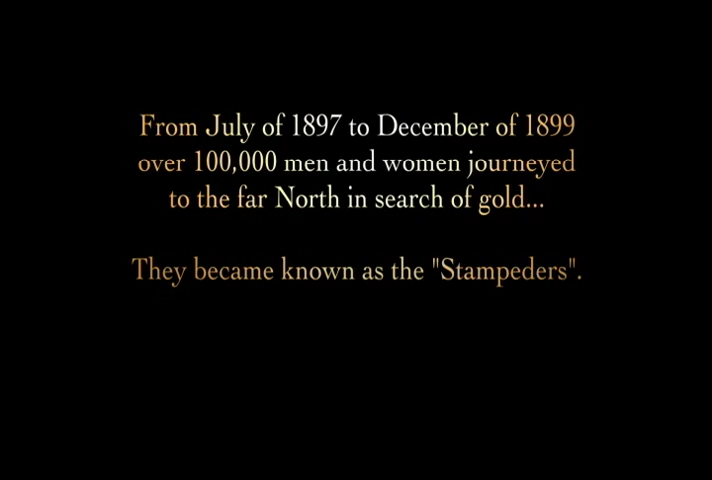 From July of 1897 to December of 1899
over 100,000 men and women journeyed
to the far North in search of gold...
They became known as the "Stampeders".